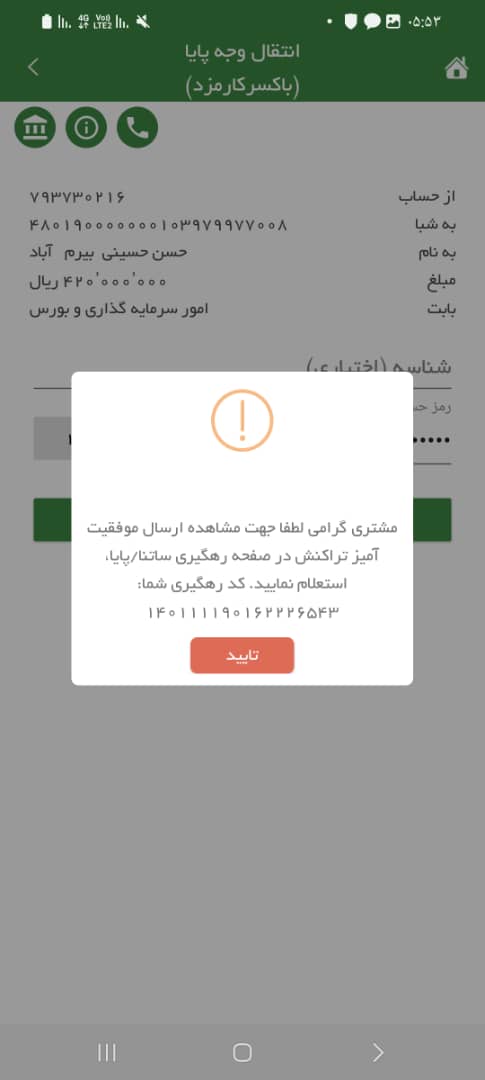 ۰۵:۵۳
4G
Vo))
LTE2
انتقال وجه پایا
(باکسرکارمزد)
از حساب ۷۹۳۷۳۰۲۱۶
به شبا ۴۸۰۱۹۰۰۰۰۰۰۰۱۰۳۹۷۹۹۷۷۰۰۸
به نام حسن حسینی بیرم آباد
مبلغ ۴۲۰٬۰۰۰٬۰۰۰ ریال
بابت امور سرمایه گذاری و بورس
شناسه (اختیاری)
رمز
مشتری گرامی لطفا جهت مشاهده ارسال موفقیت
آمیز تراکنش در صفحه رهگیری ساتنا/پایا،
استعلام نمایید. کد رهگیری شما:
۱۴۰۱۱۱۱۹۰۱۶۲۲۲۶۵۴۳
تایید